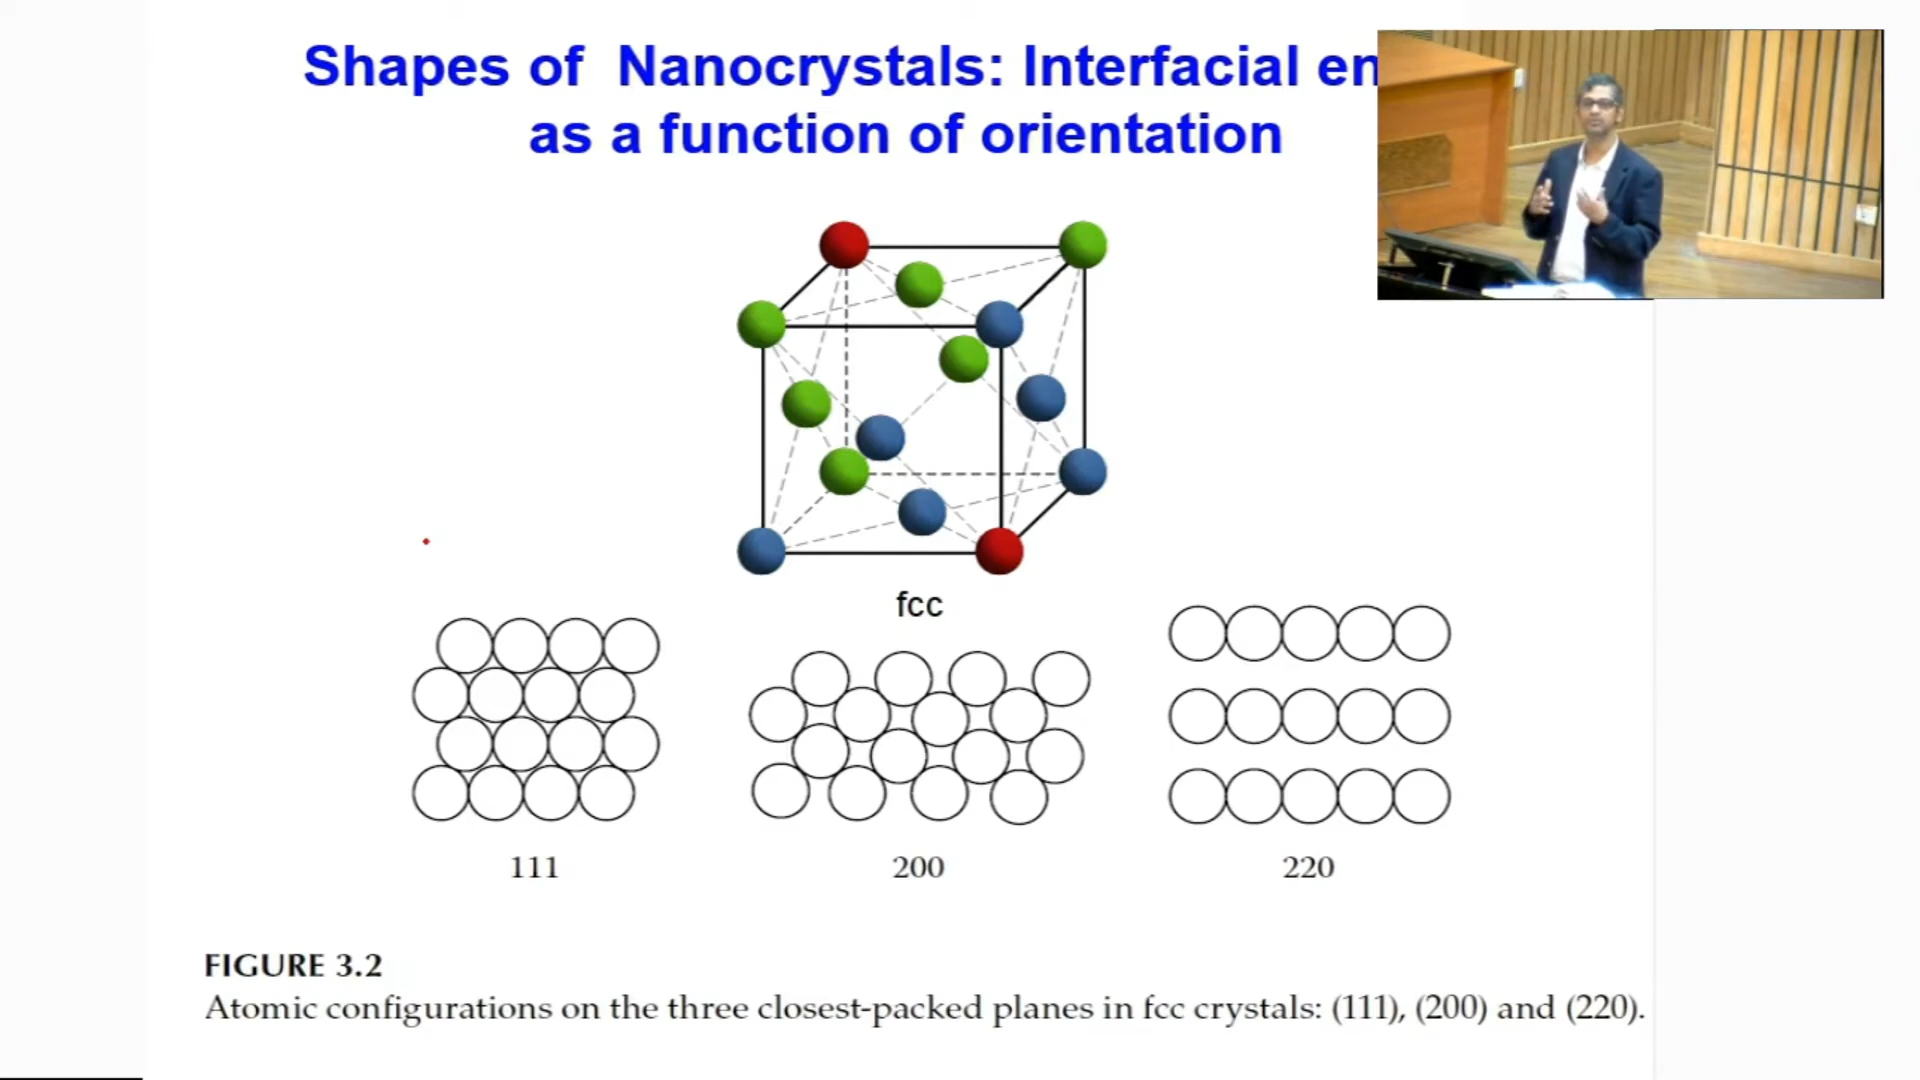 Shapes of Nanocrystals: Interfacial en
as a function of orientation
fcc
111
200
220
FIGURE 3.2
Atomic configurations on the three closest-packed planes in fcc crystals: (111), (200) and (220).